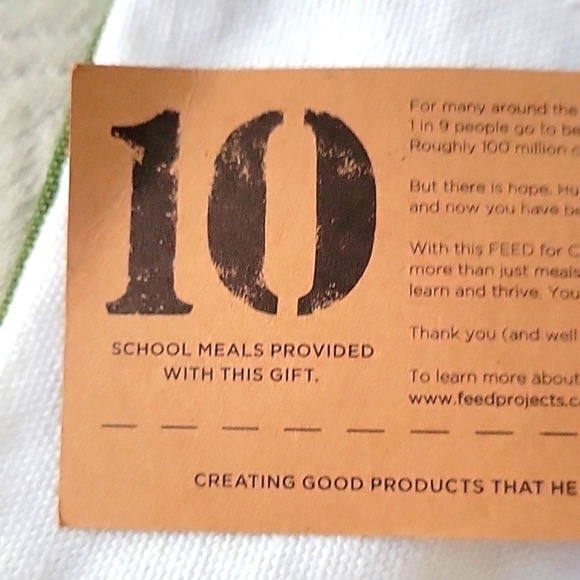 10
SCHOOL MEALS PROVIDED
WITH THIS GIFT.
For many around the
1 in 9 people go to be
Roughly 100 million
But there is hope. Hu
and now you have be
With this FEED for C
more than just meals
learn and thrive. You
Thank you (and well
To learn more about
www.feedprojects.c
CREATING GOOD PRODUCTS THAT HE